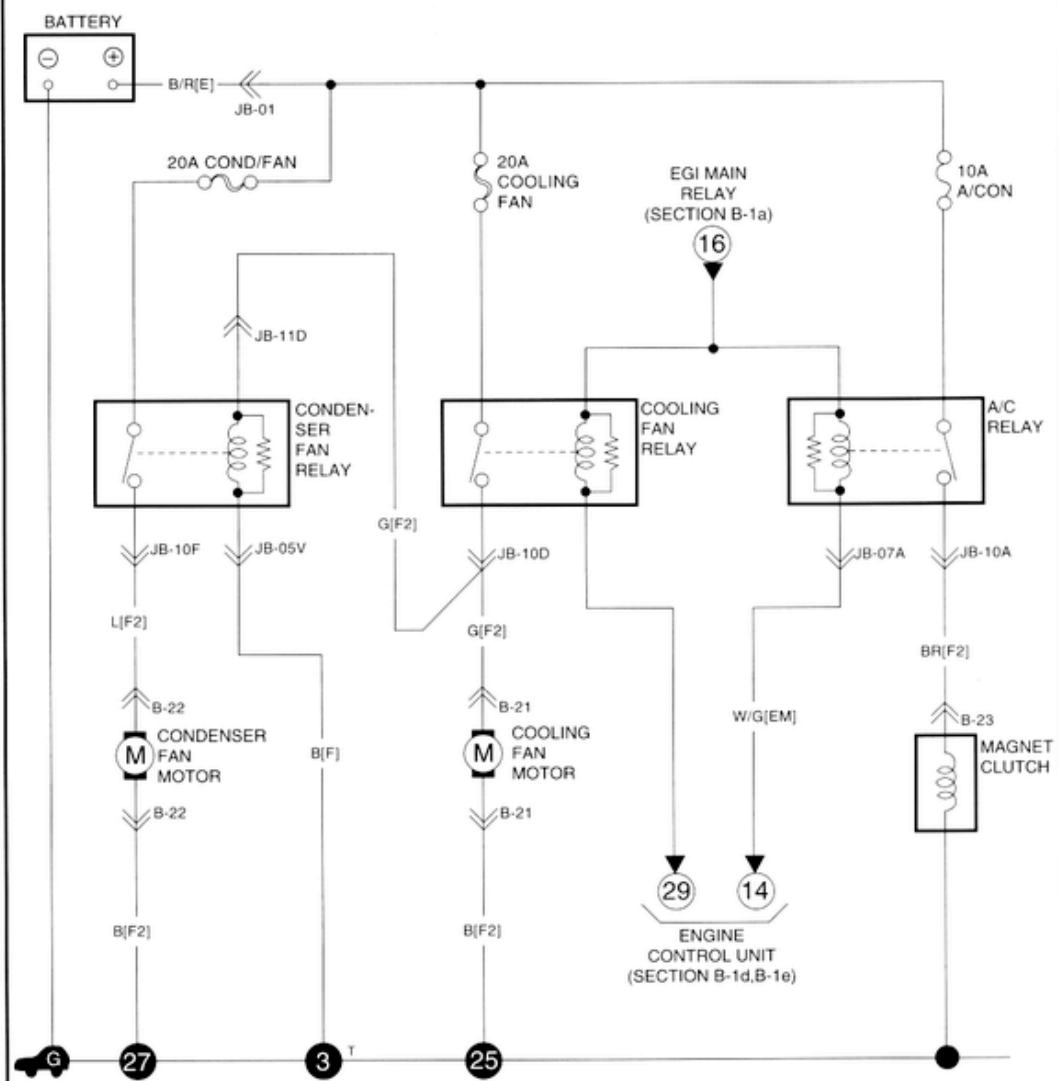 BATTERY
⊖ ⊕
B/R[E]
JB-01
20A COND/FAN
20A
COOLING
FAN
EGI MAIN
RELAY
(SECTION B-1a)
16
10A
A/CON
JB-11D
CONDEN-
SER
FAN
RELAY
COOLING
FAN
RELAY
A/C
RELAY
G[F2]
JB-10F
JB-05V
JB-10D
JB-07A
JB-10A
L[F2]
G[F2]
BR[F2]
B-22
B-21
W/G[EM]
B-23
M
CONDENSER
FAN
MOTOR
B[F]
M
COOLING
FAN
MOTOR
MAGNET
CLUTCH
B-22
B-21
29
14
B[F2]
B[F2]
ENGINE
CONTROL UNIT
(SECTION B-1d,B-1e)
G
27
3
T
25